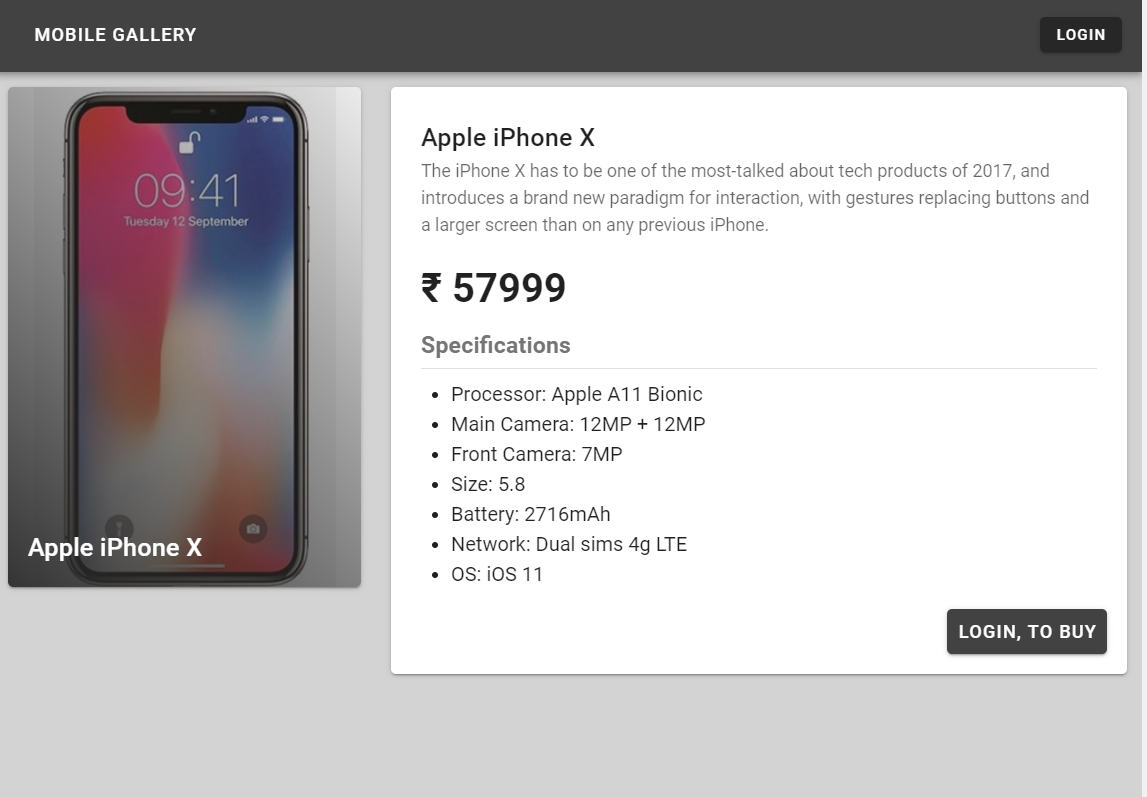 MOBILE GALLERY
LOGIN
09:41
Tuesday 12 September
Apple iPhone X
Apple iPhone X
The iPhone X has to be one of the most-talked about tech products of 2017, and
introduces a brand new paradigm for interaction, with gestures replacing buttons and
a larger screen than on any previous iPhone.
₹ 57999
Specifications
Processor: Apple A11 Bionic
Main Camera: 12MP + 12MP
Front Camera: 7MP
Size: 5.8
Battery: 2716mAh
Network: Dual sims 4g LTE
OS: iOS 11
LOGIN, TO BUY